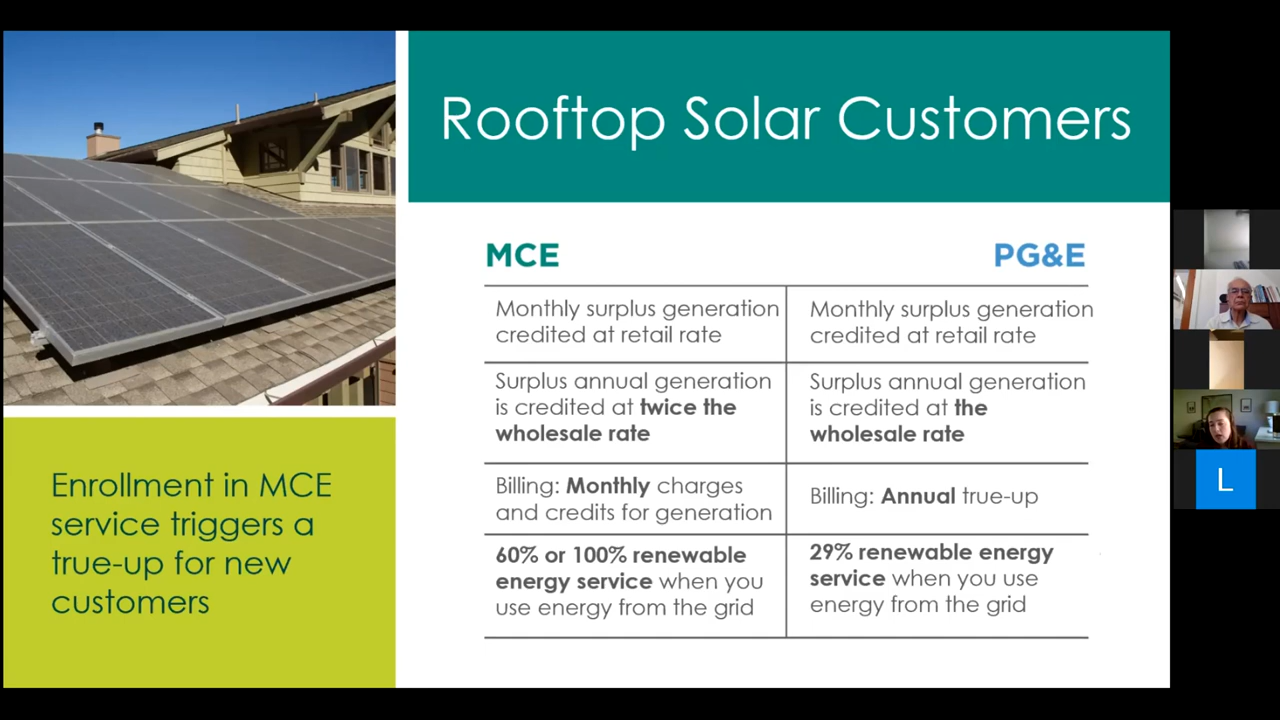 Rooftop Solar Customers
MCE
PG&E
Monthly surplus generation
credited at retail rate
Monthly surplus generation
credited at retail rate
Surplus annual generation
is credited at twice the
wholesale rate
Surplus annual generation
is credited at the
wholesale rate
Billing: Monthly charges
and credits for generation
Billing: Annual true-up
60% or 100% renewable
energy service when you
use energy from the grid
29% renewable energy
service when you use
energy from the grid
Enrollment in MCE
service triggers a
true-up for new
customers
L